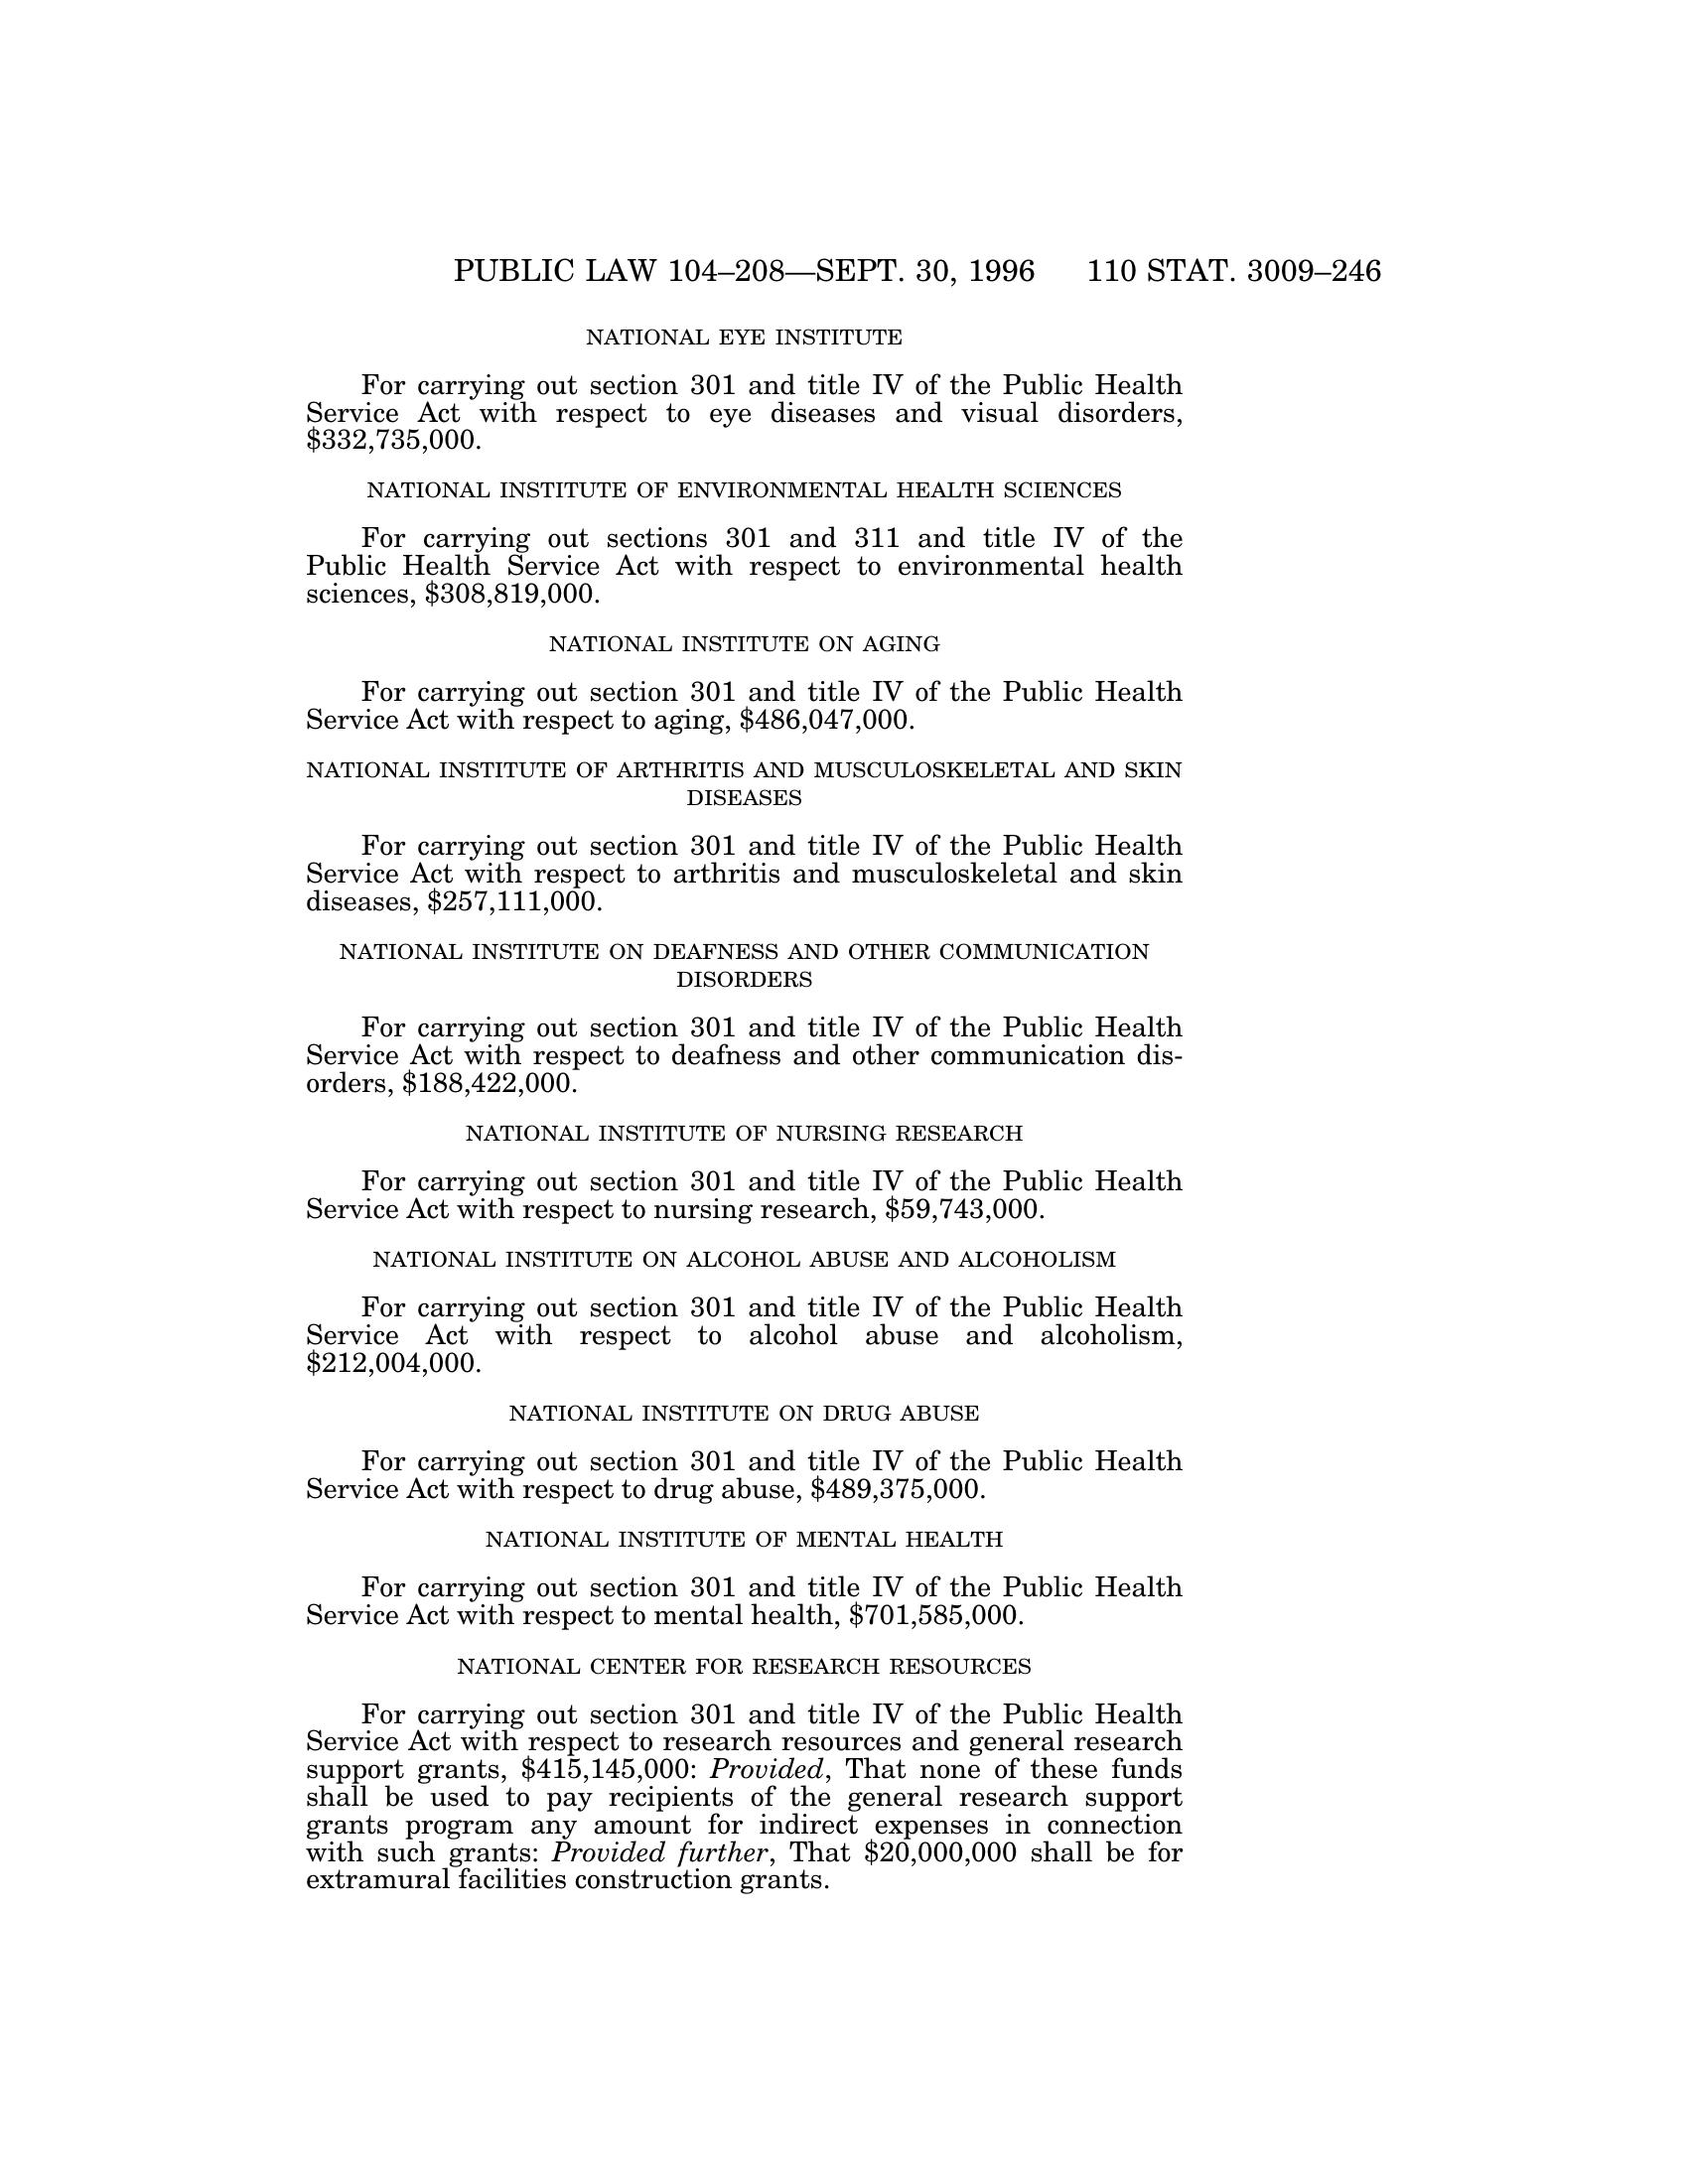 PUBLIC LAW 104–208—SEPT. 30, 1996 110 STAT. 3009–246
NATIONAL EYE INSTITUTE
For carrying out section 301 and title IV of the Public Health
Service Act with respect to eye diseases and visual disorders,
$332,735,000.
NATIONAL INSTITUTE OF ENVIRONMENTAL HEALTH SCIENCES
For carrying out sections 301 and 311 and title IV of the
Public Health Service Act with respect to environmental health
sciences, $308,819,000.
NATIONAL INSTITUTE ON AGING
For carrying out section 301 and title IV of the Public Health
Service Act with respect to aging, $486,047,000.
NATIONAL INSTITUTE OF ARTHRITIS AND MUSCULOSKELETAL AND SKIN
DISEASES
For carrying out section 301 and title IV of the Public Health
Service Act with respect to arthritis and musculoskeletal and skin
diseases, $257,111,000.
NATIONAL INSTITUTE ON DEAFNESS AND OTHER COMMUNICATION
DISORDERS
For carrying out section 301 and title IV of the Public Health
Service Act with respect to deafness and other communication dis-
orders, $188,422,000.
NATIONAL INSTITUTE OF NURSING RESEARCH
For carrying out section 301 and title IV of the Public Health
Service Act with respect to nursing research, $59,743,000.
NATIONAL INSTITUTE ON ALCOHOL ABUSE AND ALCOHOLISM
For carrying out section 301 and title IV of the Public Health
Service Act with respect to alcohol abuse and alcoholism,
$212,004,000.
NATIONAL INSTITUTE ON DRUG ABUSE
For carrying out section 301 and title IV of the Public Health
Service Act with respect to drug abuse, $489,375,000.
NATIONAL INSTITUTE OF MENTAL HEALTH
For carrying out section 301 and title IV of the Public Health
Service Act with respect to mental health, $701,585,000.
NATIONAL CENTER FOR RESEARCH RESOURCES
For carrying out section 301 and title IV of the Public Health
Service Act with respect to research resources and general research
support grants, $415,145,000: Provided, That none of these funds
shall be used to pay recipients of the general research support
grants program any amount for indirect expenses in connection
with such grants: Provided further, That $20,000,000 shall be for
extramural facilities construction grants.